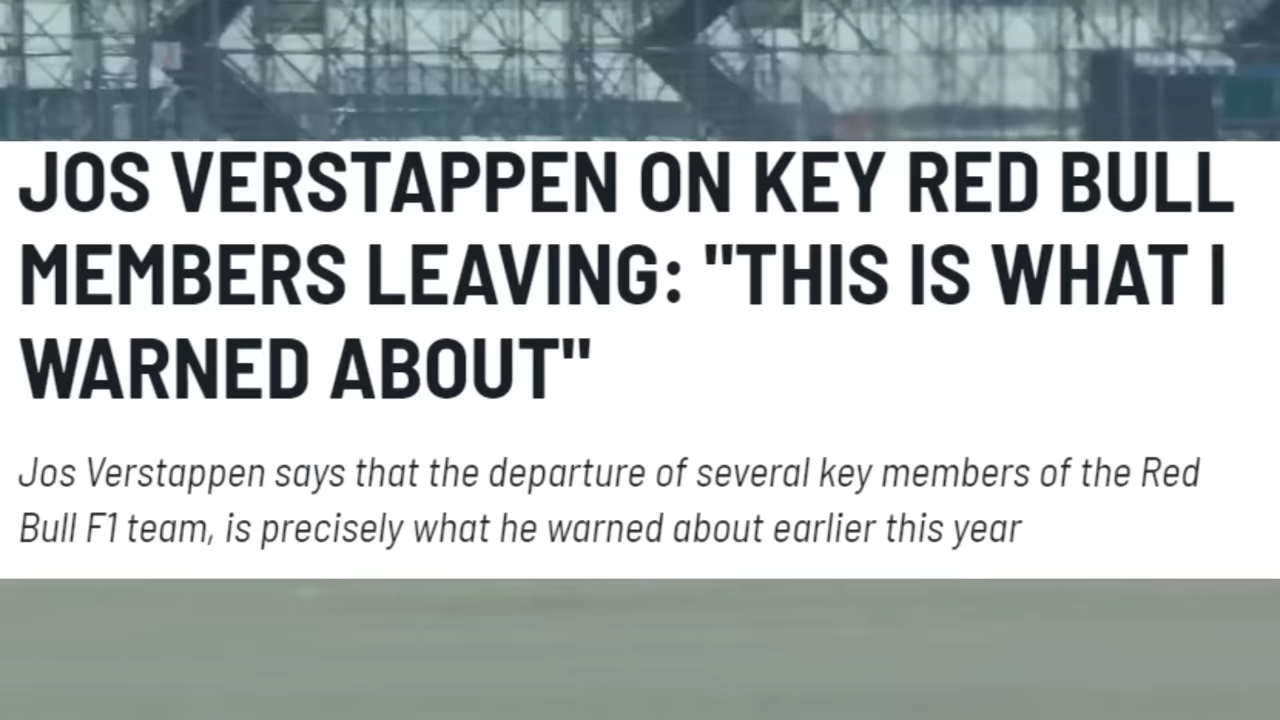 JOS VERSTAPPEN ON KEY RED BULL
MEMBERS LEAVING: "THIS IS WHAT I
WARNED ABOUT"
Jos Verstappen says that the departure of several key members of the Red
Bull F1 team, is precisely what he warned about earlier this year